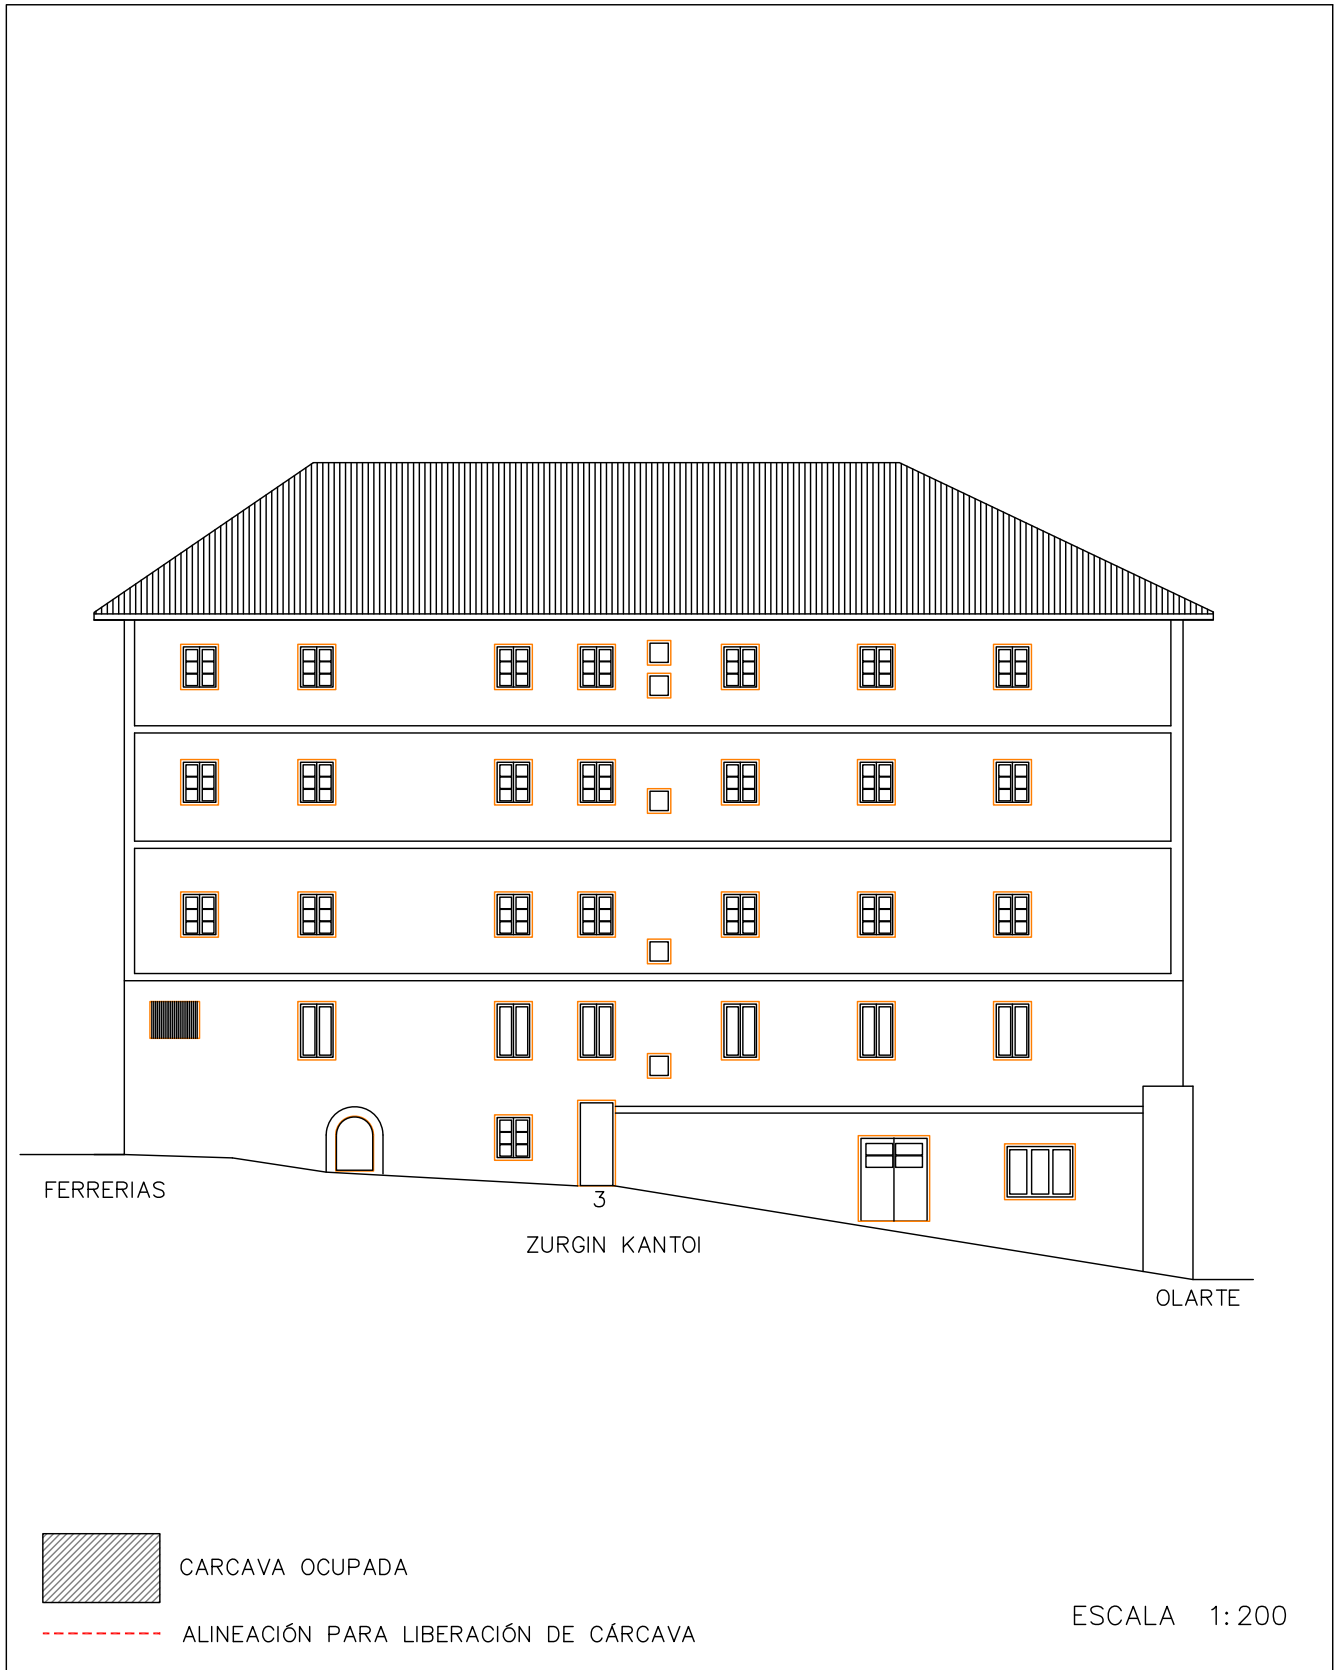 FERRERIAS
3
ZURGIN KANTOI
OLARTE
CARCAVA OCUPADA
ALINEACIÓN PARA LIBERACIÓN DE CÁRCAVA
ESCALA 1:200